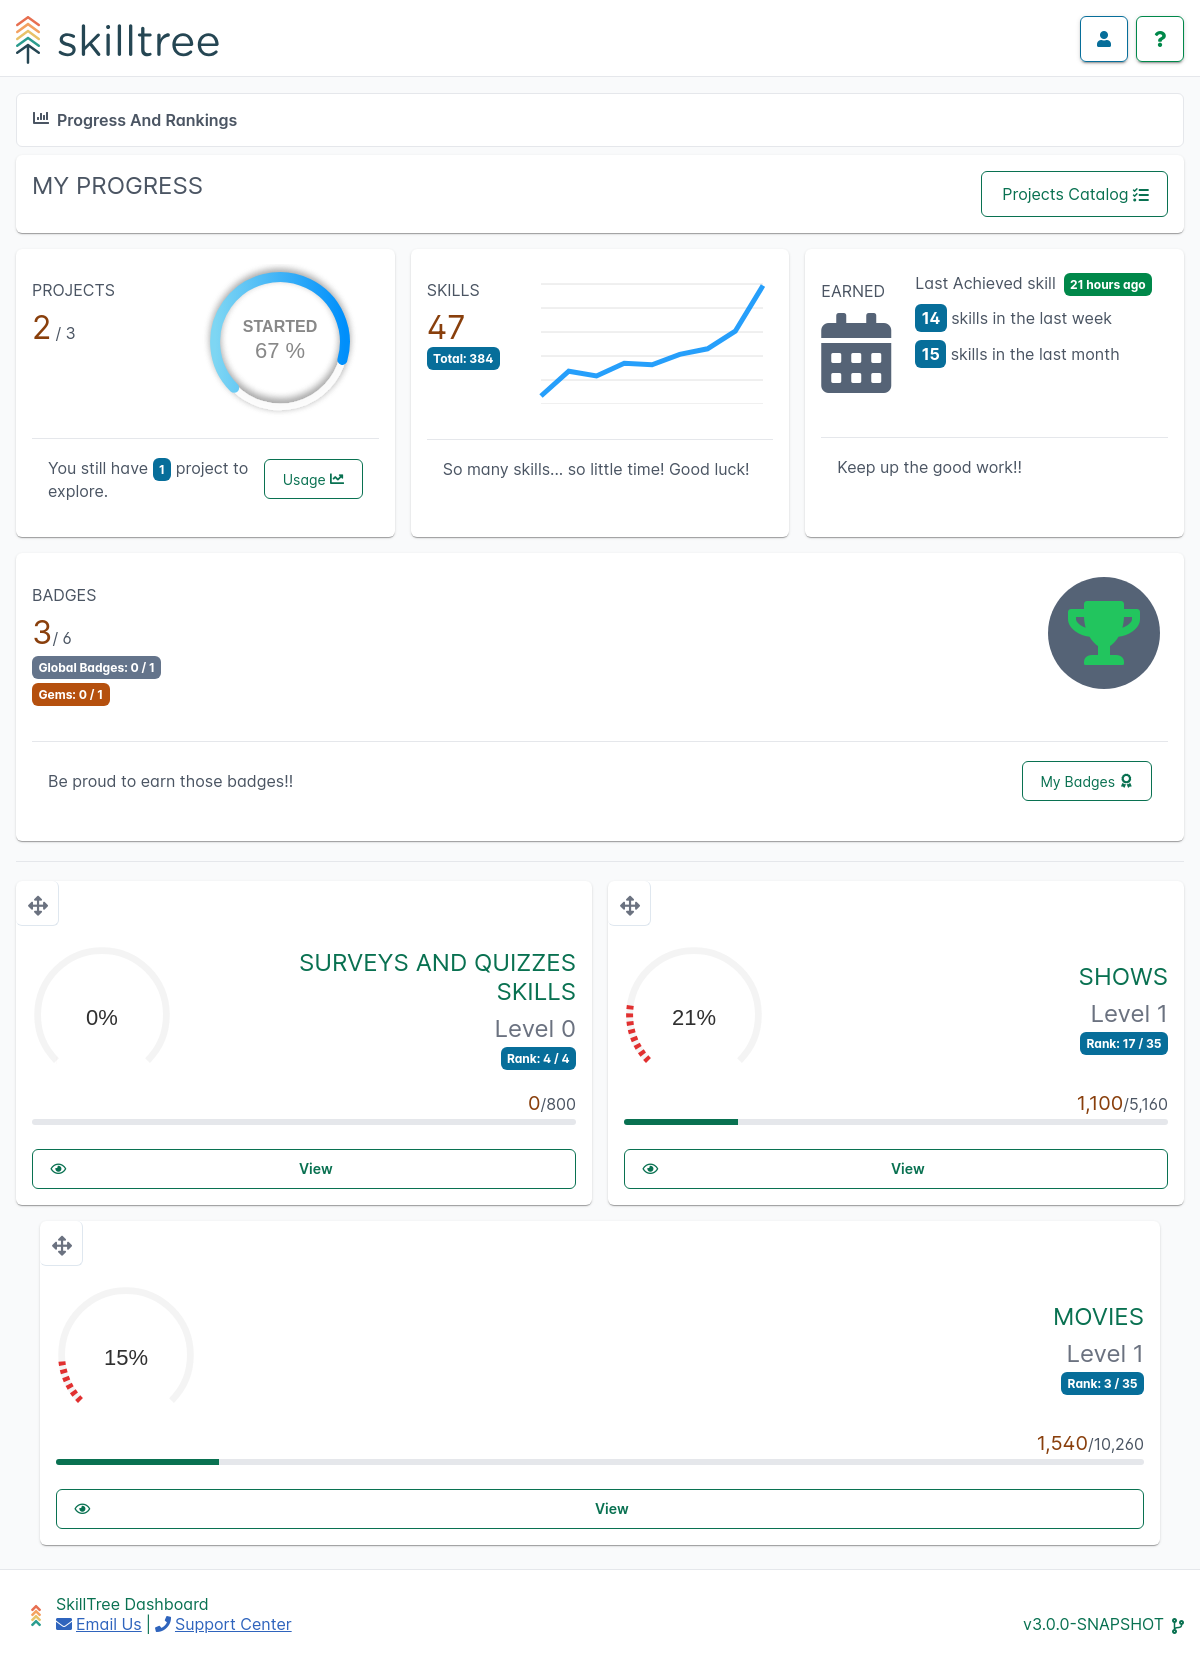 skilltree
?
Progress And Rankings
MY PROGRESS
Projects Catalog
PROJECTS
2 / 3
STARTED
67 %
You still have 1 project to
explore.
Usage
SKILLS
47
Total: 384
So many skills... so little time! Good luck!
EARNED
Last Achieved skill 21 hours ago
14 skills in the last week
15 skills in the last month
Keep up the good work!!
BADGES
3/ 6
Global Badges: 0 / 1
Gems: 0 / 1
Be proud to earn those badges!!
My Badges
0%
SURVEYS AND QUIZZES
SKILLS
Level 0
Rank: 4 / 4
0/800
View
21%
SHOWS
Level 1
Rank: 17 / 35
1,100/5,160
View
15%
MOVIES
Level 1
Rank: 3 / 35
1,540/10,260
View
SkillTree Dashboard
Email Us | Support Center
v3.0.0-SNAPSHOT